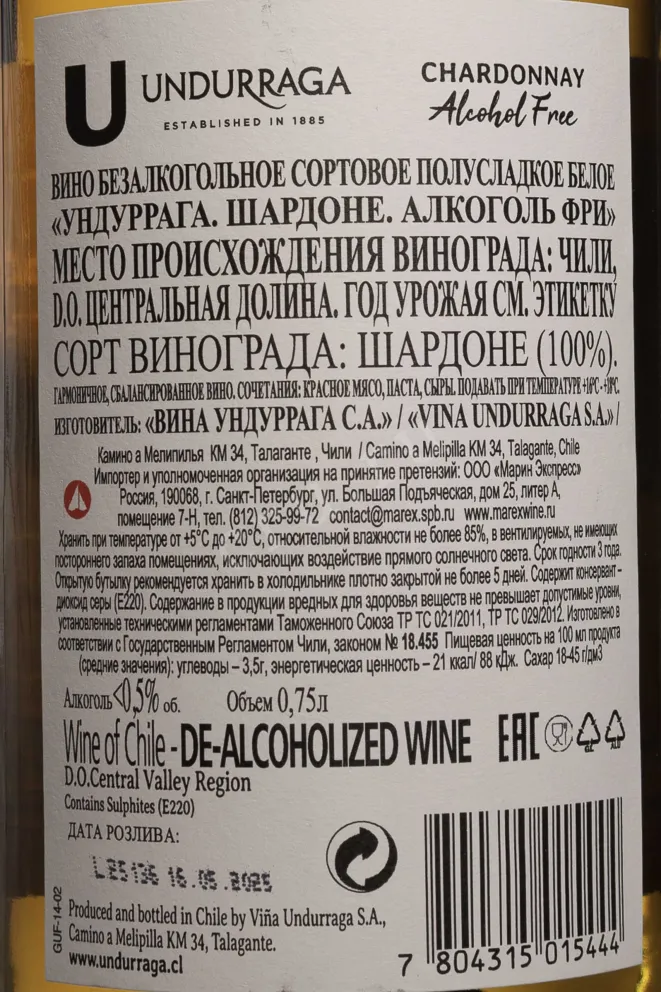 U UNDURRAGA
ESTABLISHED IN 1885
CHARDONNAY
Alcohol Free
ВИНО БЕЗАЛКОГОЛЬНОЕ СОРТОВОЕ ПОЛУСЛАДКОЕ БЕЛОЕ
«УНДУРРАГА. ШАРДОНЕ. АЛКОГОЛЬ ФРИ»
МЕСТО ПРОИСХОЖДЕНИЯ ВИНОГРАДА: ЧИЛИ,
D.O. ЦЕНТРАЛЬНАЯ ДОЛИНА. ГОД УРОЖАЯ СМ. ЭТИКЕТКУ
СОРТ ВИНОГРАДА: ШАРДОНЕ (100%).
ГАРМОНИЧНОЕ, СБАЛАНСИРОВАННОЕ ВИНО. СОЧЕТАНИЯ: КРАСНОЕ МЯСО, ПАСТА, СЫРЫ. ПОДАВАТЬ ПРИ ТЕМПЕРАТУРЕ
ИЗГОТОВИТЕЛЬ: «ВИНА УНДУРРАГА С.А.» / «VINA UNDURRAGA S.A.» /
Камино а Мелипилья КМ 34, Талаганте , Чили / Camino a Melipilla KM 34, Talagante, Chile
Импортер и уполномоченная организация на принятие претензий: ООО «Марин Экспресс»
Россия, 190068, г. Санкт-Петербург, ул. Большая Подъяческая, дом 25, литер А,
помещение 7-Н, тел. (812) 325-99-72 contact@marex.spb.ru www.marexwine.ru
Хранить при температуре от +5°С до +20°С, относительной влажности не более 85%, в вентилируемых, не имеющих
постороннего запаха помещениях, исключающих воздействие прямого солнечного света. Срок годности 3 года.
Открытую бутылку рекомендуется хранить в холодильнике плотно закрытой не более 5 дней. Содержит консервант –
диоксид серы (Е220). Содержание в продукции вредных для здоровья веществ не превышает допустимые уровни,
установленные техническими регламентами Таможенного Союза ТР ТС 021/2011, ТР ТС 029/2012. Изготовлено в
соответствии с Государственным Регламентом Чили, законом № 18.455 Пищевая ценность на 100 мл продукта
(средние значения): углеводы – 3,5г, энергетическая ценность – 21 ккал/ 88 кДж. Сахар 18-45 г/дм3
Алкоголь <0,5% об. Объем 0,75л
Wine of Chile - DE-ALCOHOLIZED WINE EAC
GL ALU
D.O.Central Valley Region
Contains Sulphites (E220)
ДАТА РОЗЛИВА:
L25136 16.05.2025
GUF-14-02
Produced and bottled in Chile by Viña Undurraga S.A.,
Camino a Melipilla KM 34, Talagante.
www.undurraga.cl
7 804315 015444